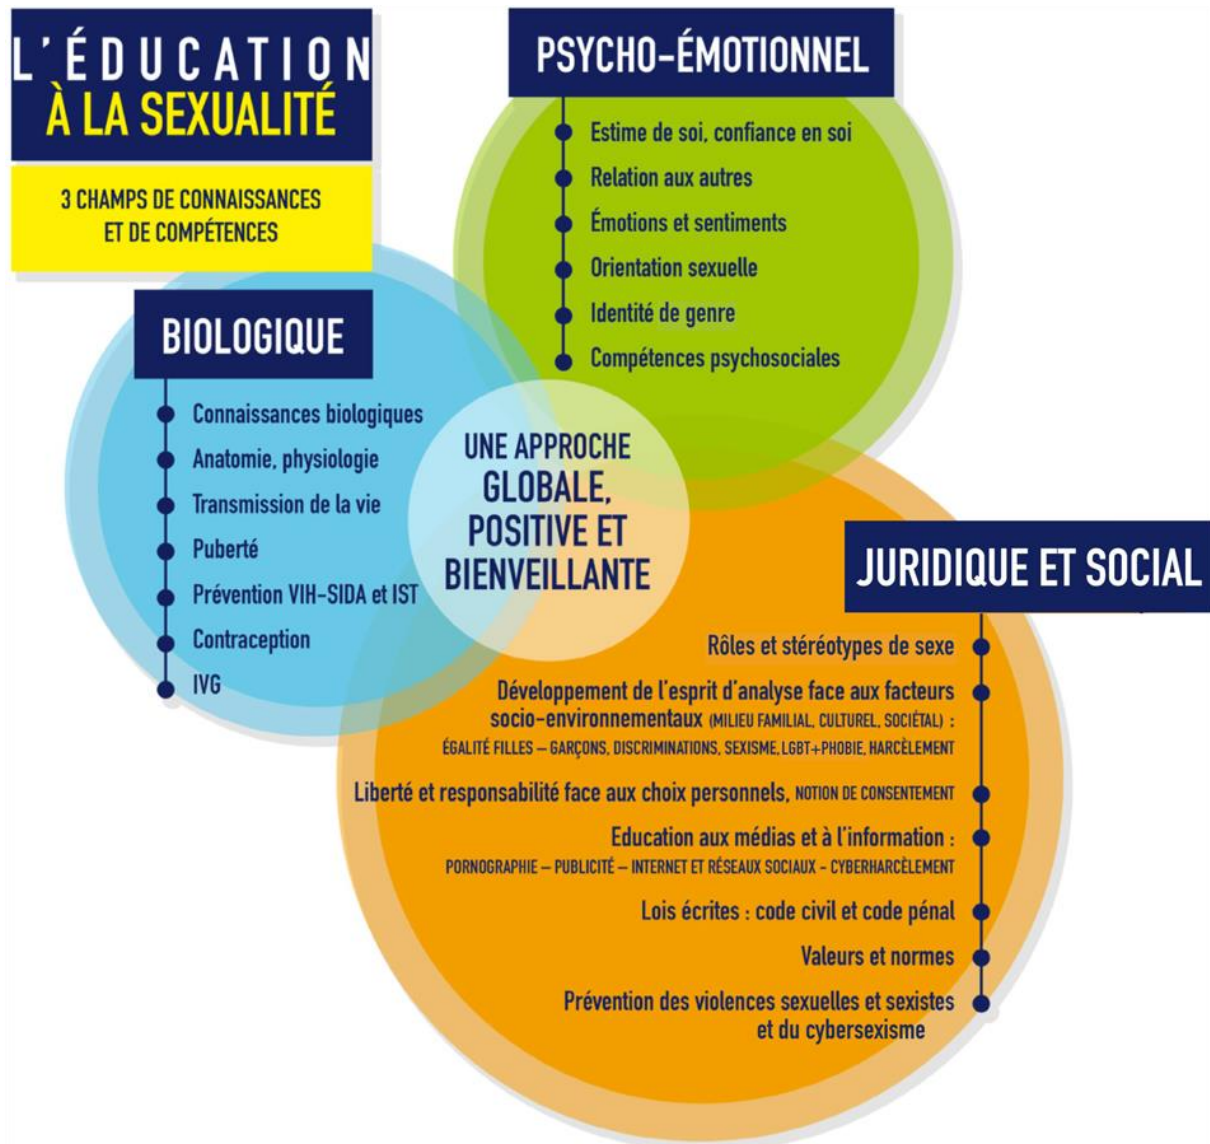 L'ÉDUCATION
À LA SEXUALITÉ
3 CHAMPS DE CONNAISSANCES
ET DE COMPÉTENCES
PSYCHO-ÉMOTIONNEL
Estime de soi, confiance en soi
Relation aux autres
Émotions et sentiments
Orientation sexuelle
Identité de genre
Compétences psychosociales
BIOLOGIQUE
Connaissances biologiques
Anatomie, physiologie
Transmission de la vie
Puberté
Prévention VIH-SIDA et IST
Contraception
IVG
UNE APPROCHE
GLOBALE,
POSITIVE ET
BIENVEILLANTE
JURIDIQUE ET SOCIAL
Rôles et stéréotypes de sexe
Développement de l'esprit d'analyse face aux facteurs
socio-environnementaux (MILIEU FAMILIAL, CULTUREL, SOCIÉTAL) :
ÉGALITÉ FILLES – GARÇONS, DISCRIMINATIONS, SEXISME, LGBT+PHOBIE, HARCÈLEMENT
Liberté et responsabilité face aux choix personnels, NOTION DE CONSENTEMENT
Education aux médias et à l'information :
PORNOGRAPHIE – PUBLICITÉ – INTERNET ET RÉSEAUX SOCIAUX - CYBERHARCÈLEMENT
Lois écrites : code civil et code pénal
Valeurs et normes
Prévention des violences sexuelles et sexistes
et du cybersexisme